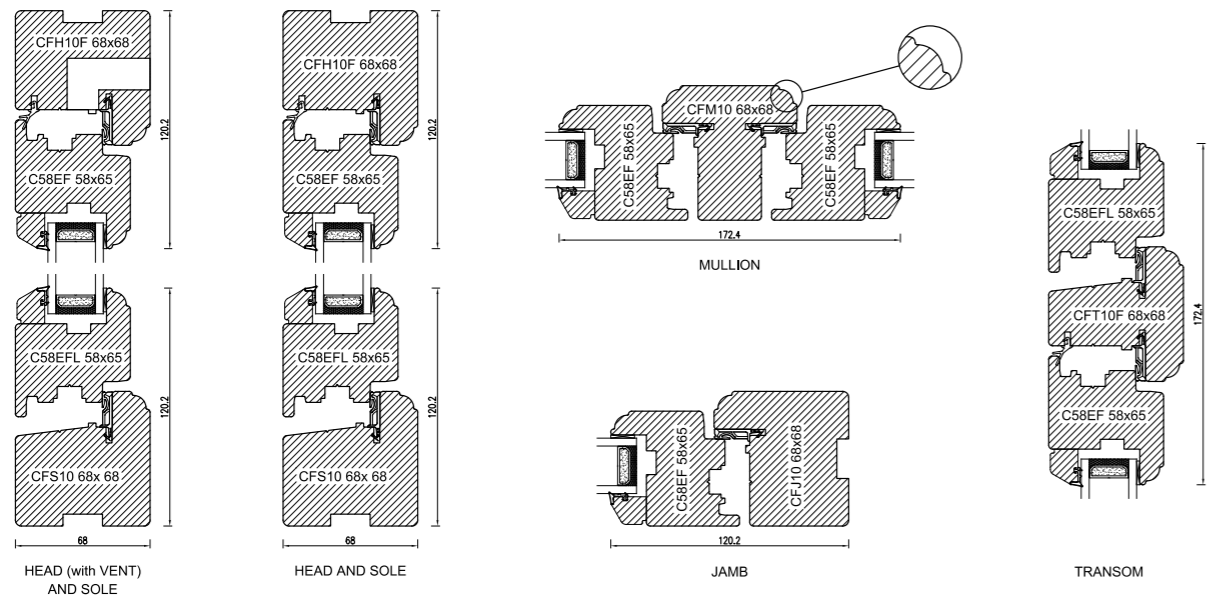 CFH10F 68x68
120.2
C58EF 58x65
C58EFL 58x65
120.2
CFS10 68x 68
68
HEAD (with VENT)
AND SOLE
CFH10F 68x68
120.2
C58EF 58x65
C58EFL 58x65
120.2
CFS10 68x 68
68
HEAD AND SOLE
CFM10 68x68
C58EF 58x65
C58EF 58x65
172.4
MULLION
C58EF 58x65
CFJ10 68x68
120.2
JAMB
C58EFL 58x65
CFT10F 68x68
172.4
C58EF 58x65
TRANSOM